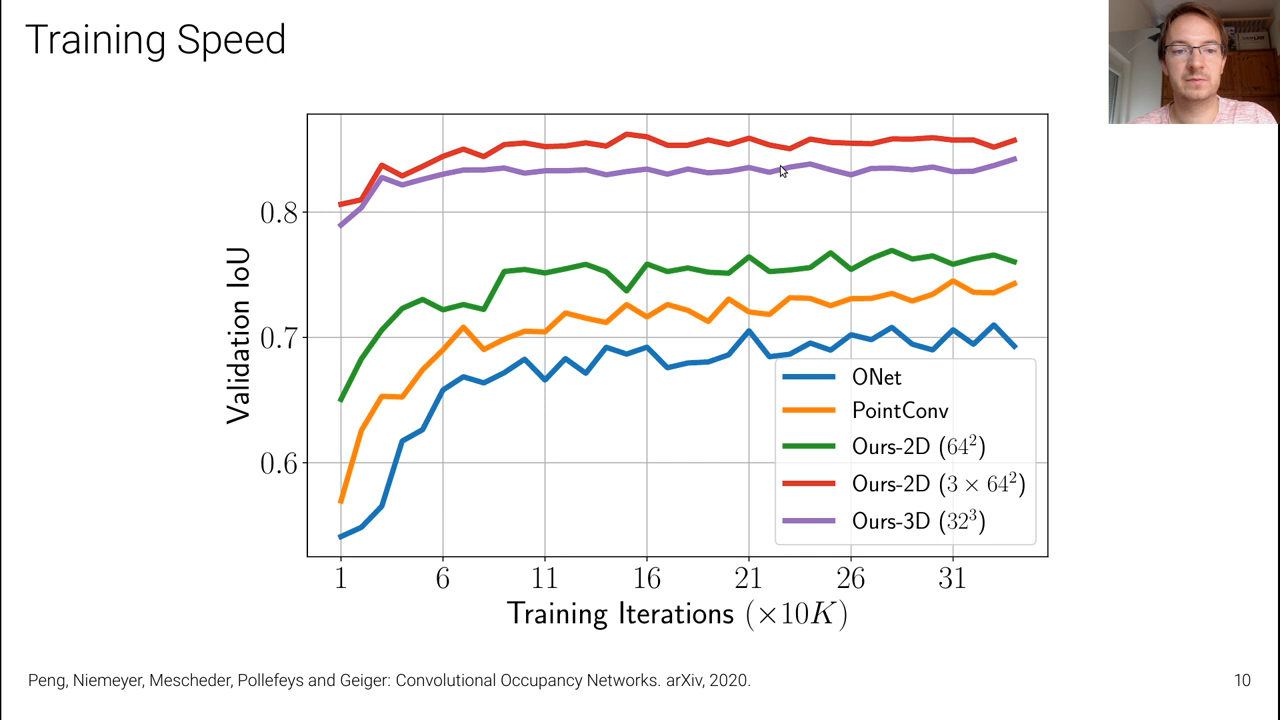 Training Speed
Validation IoU
0.8
0.7
0.6
ONet
PointConv
Ours-2D (64²)
Ours-2D (3 × 64²)
Ours-3D (32³)
1 6 11 16 21 26 31
Training Iterations (×10K)
Peng, Niemeyer, Mescheder, Pollefeys and Geiger: Convolutional Occupancy Networks. arXiv, 2020.
10